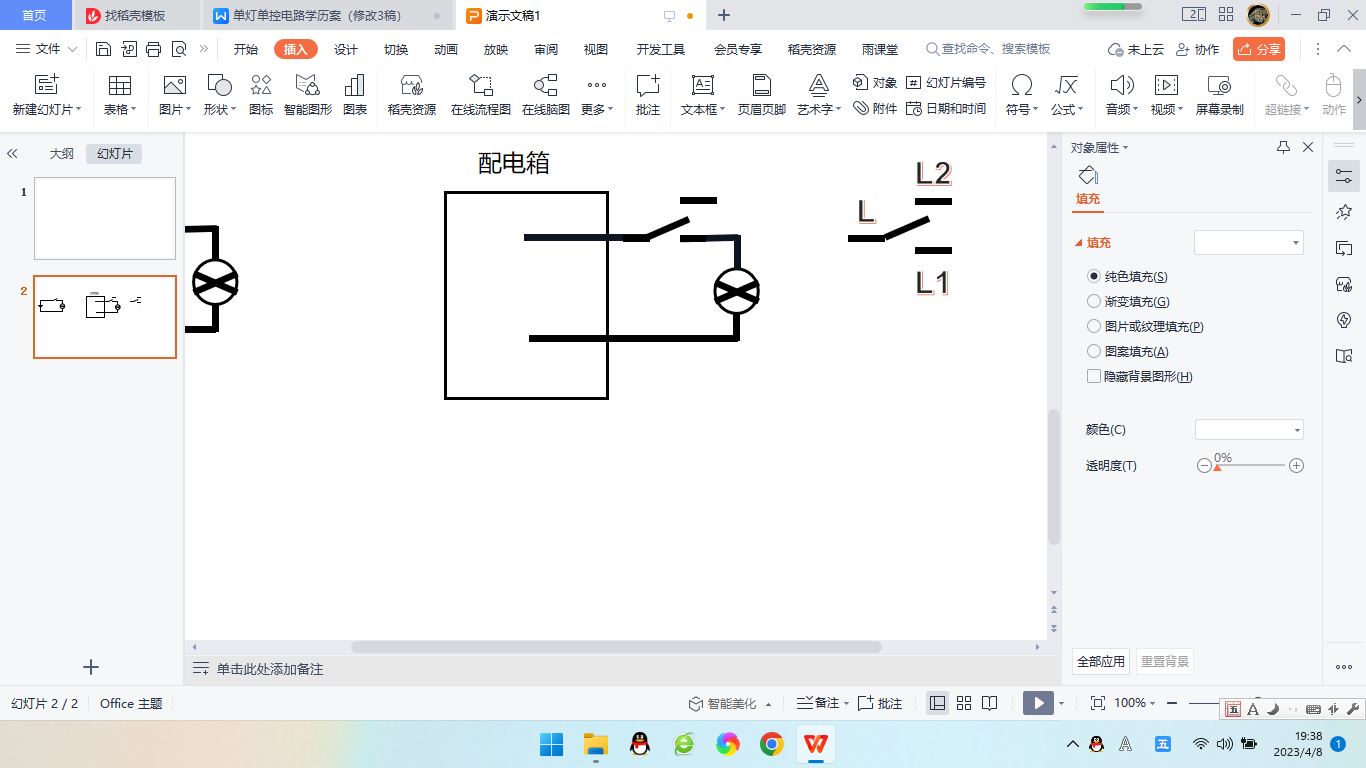 首页 找稻壳模板 单灯单控电路学历案（修改3稿） 演示文稿1
文件 开始 插入 设计 切换 动画 放映 审阅 视图 开发工具 会员专享 稻壳资源 雨课堂 查找命令、搜索模板 未上云 协作 分享
对象 幻灯片编号
新建幻灯片 表格 图片 形状 图标 智能图形 图表 稻壳资源 在线流程图 在线脑图 更多 批注 文本框 页眉页脚 艺术字 附件 日期和时间 符号 公式 音频 视频 屏幕录制 超链接 动作
大纲 幻灯片
1
2
配电箱
L2
L
L1
对象属性
填充
填充
纯色填充(S)
渐变填充(G)
图片或纹理填充(P)
图案填充(A)
隐藏背景图形(H)
颜色(C)
透明度(T) 0%
全部应用 重置背景
单击此处添加备注
幻灯片 2 / 2 Office 主题 智能美化 备注 批注 100%
五 A
A 五 19:38
2023/4/8 1